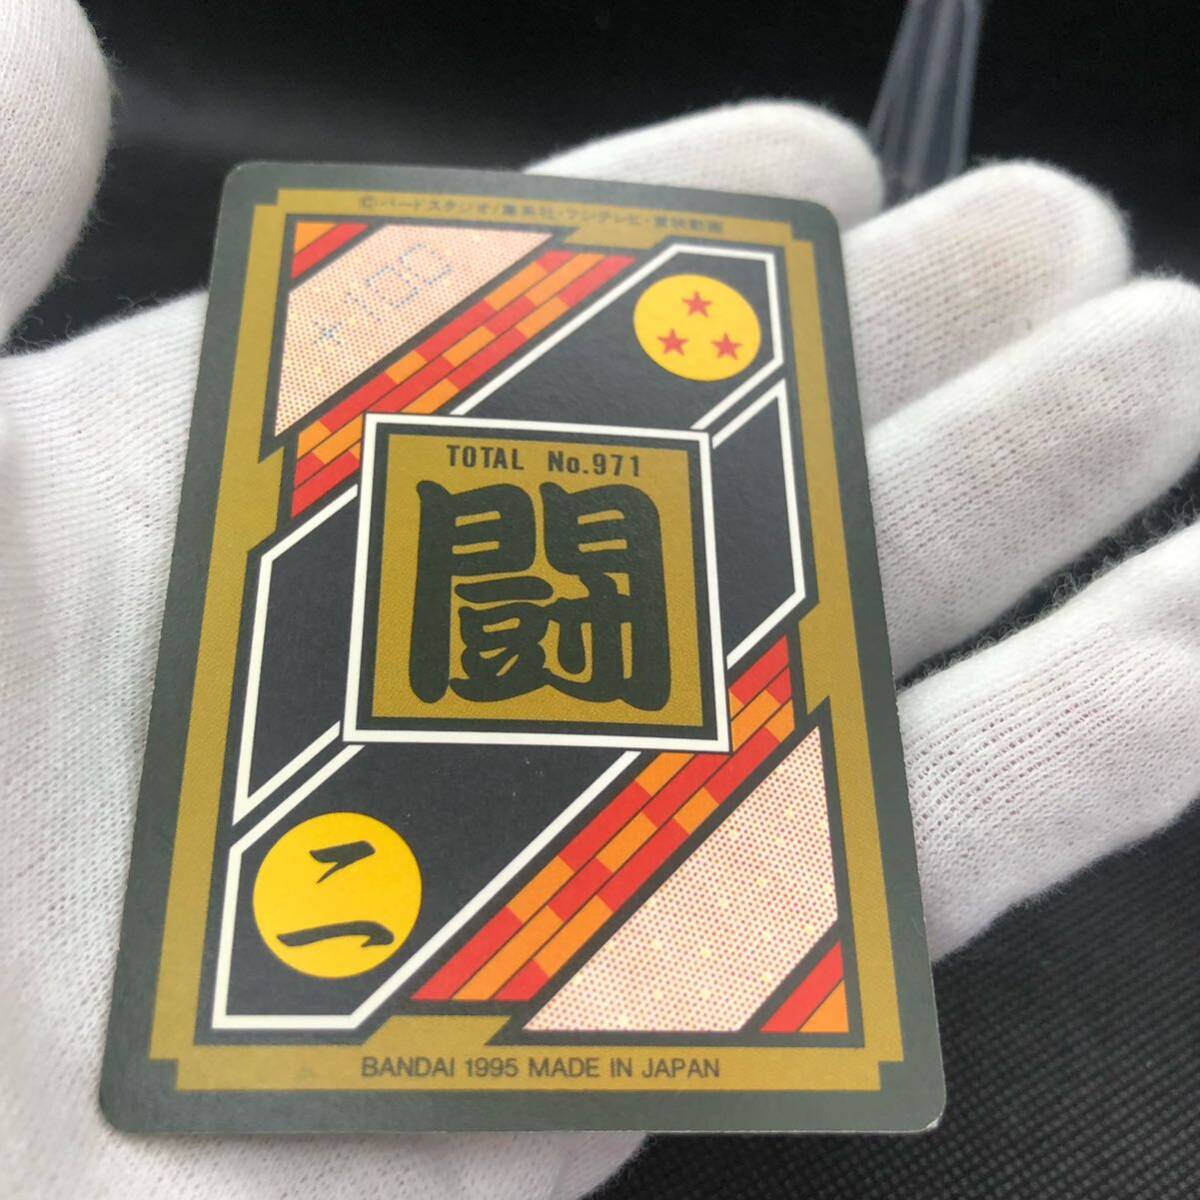 ©バードスタジオ/集英社・フジテレビ・東映動画
+100
TOTAL No.971
闘
二
BANDAI 1995 MADE IN JAPAN